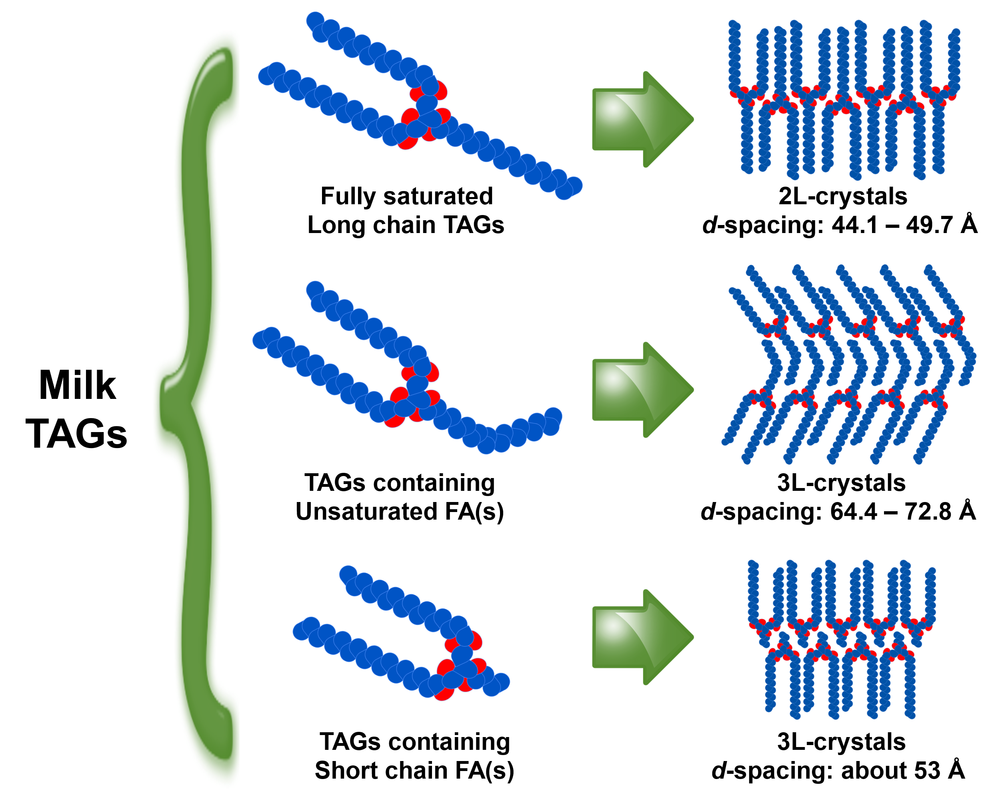 Milk
TAGs
Fully saturated
Long chain TAGs
2L-crystals
d-spacing: 44.1 – 49.7 Å
TAGs containing
Unsaturated FA(s)
3L-crystals
d-spacing: 64.4 – 72.8 Å
TAGs containing
Short chain FA(s)
3L-crystals
d-spacing: about 53 Å